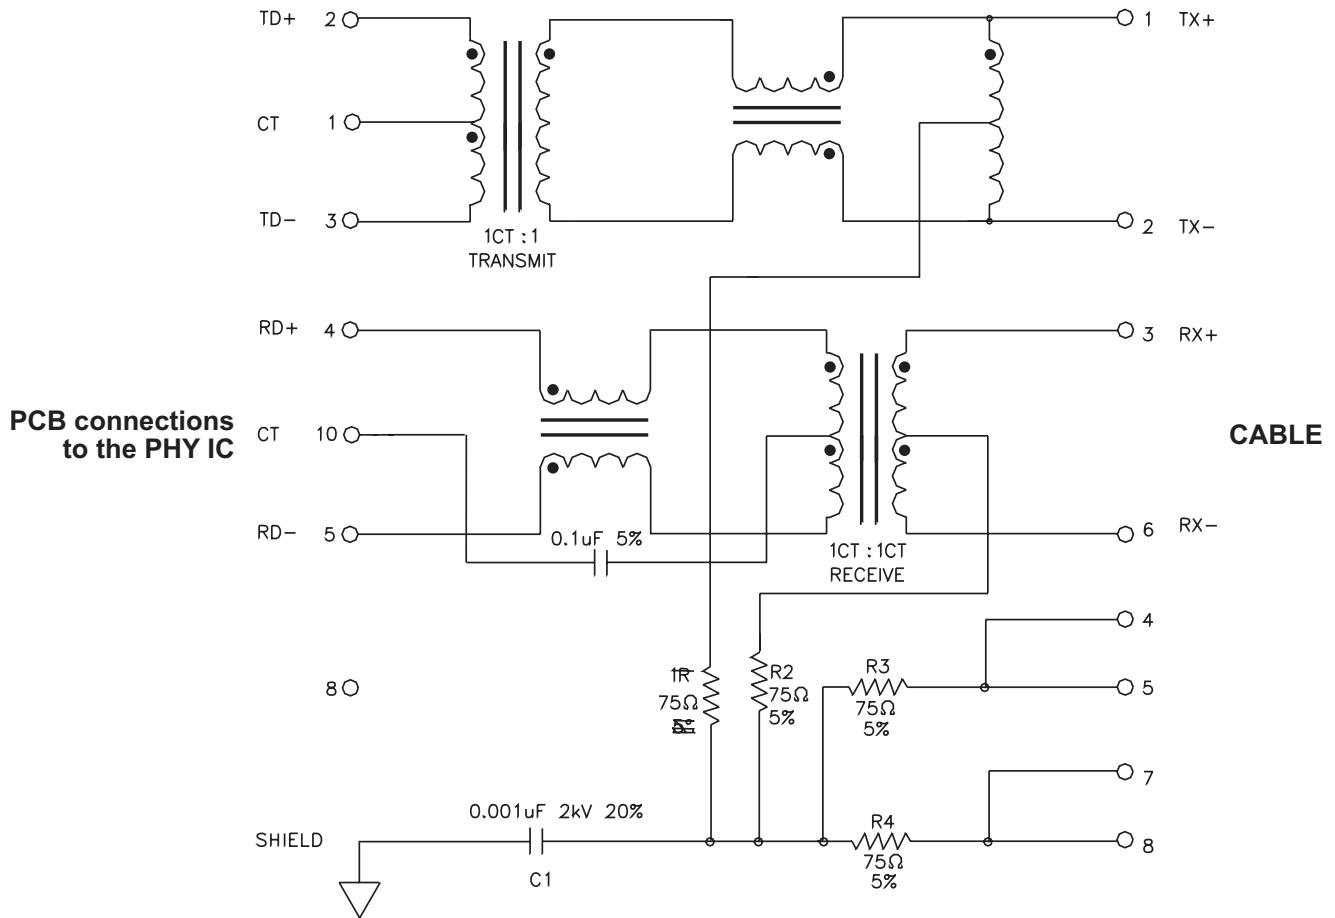 TD+ 2
1 TX+
CT 1
TD- 3
2 TX-
1CT : 1
TRANSMIT
RD+ 4
3 RX+
PCB connections
to the PHY IC
CT 10
CABLE
RD- 5
0.1uF 5%
6 RX-
1CT : 1CT
RECEIVE
4
8
1R
75Ω
R2
75Ω
5%
R3
75Ω
5%
5
7
0.001uF 2kV 20%
SHIELD
C1
R4
75Ω
5%
8